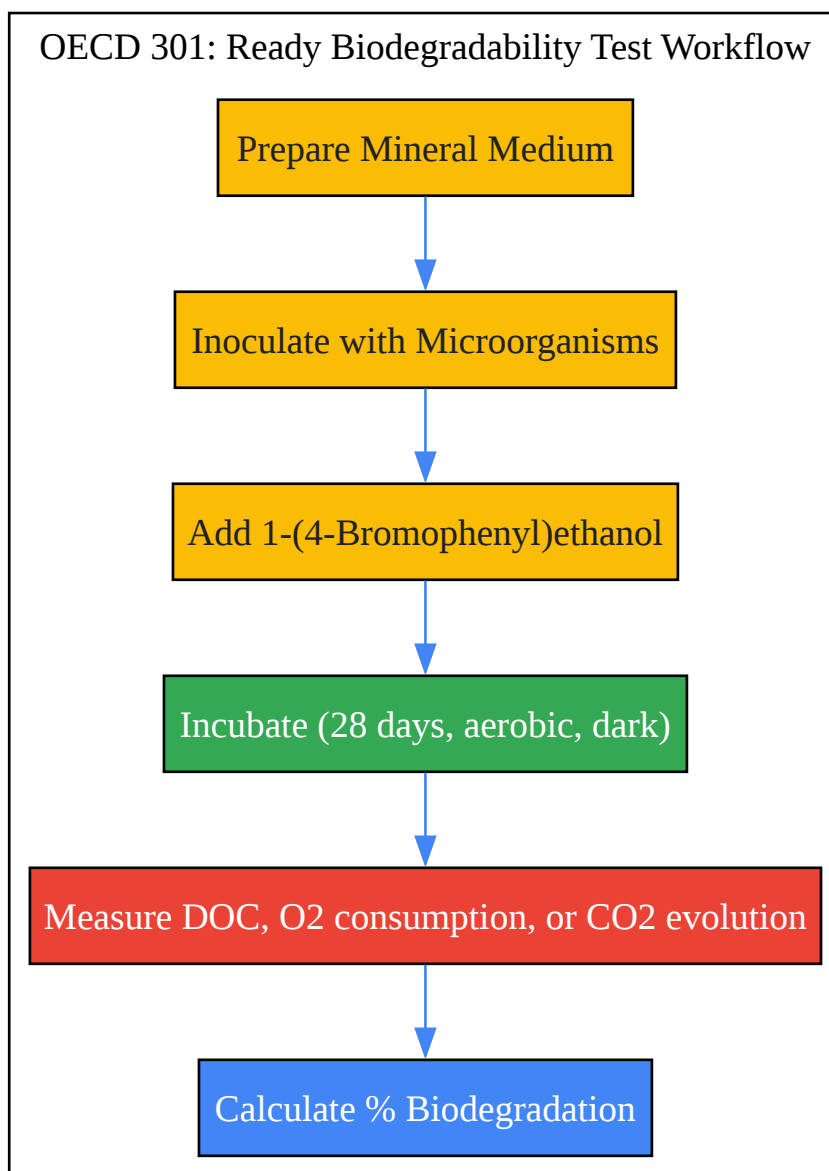 OECD 301: Ready Biodegradability Test Workflow
Prepare Mineral Medium
Inoculate with Microorganisms
Add 1-(4-Bromophenyl)ethanol
Incubate (28 days, aerobic, dark)
Measure DOC, O2 consumption, or CO2 evolution
Calculate % Biodegradation